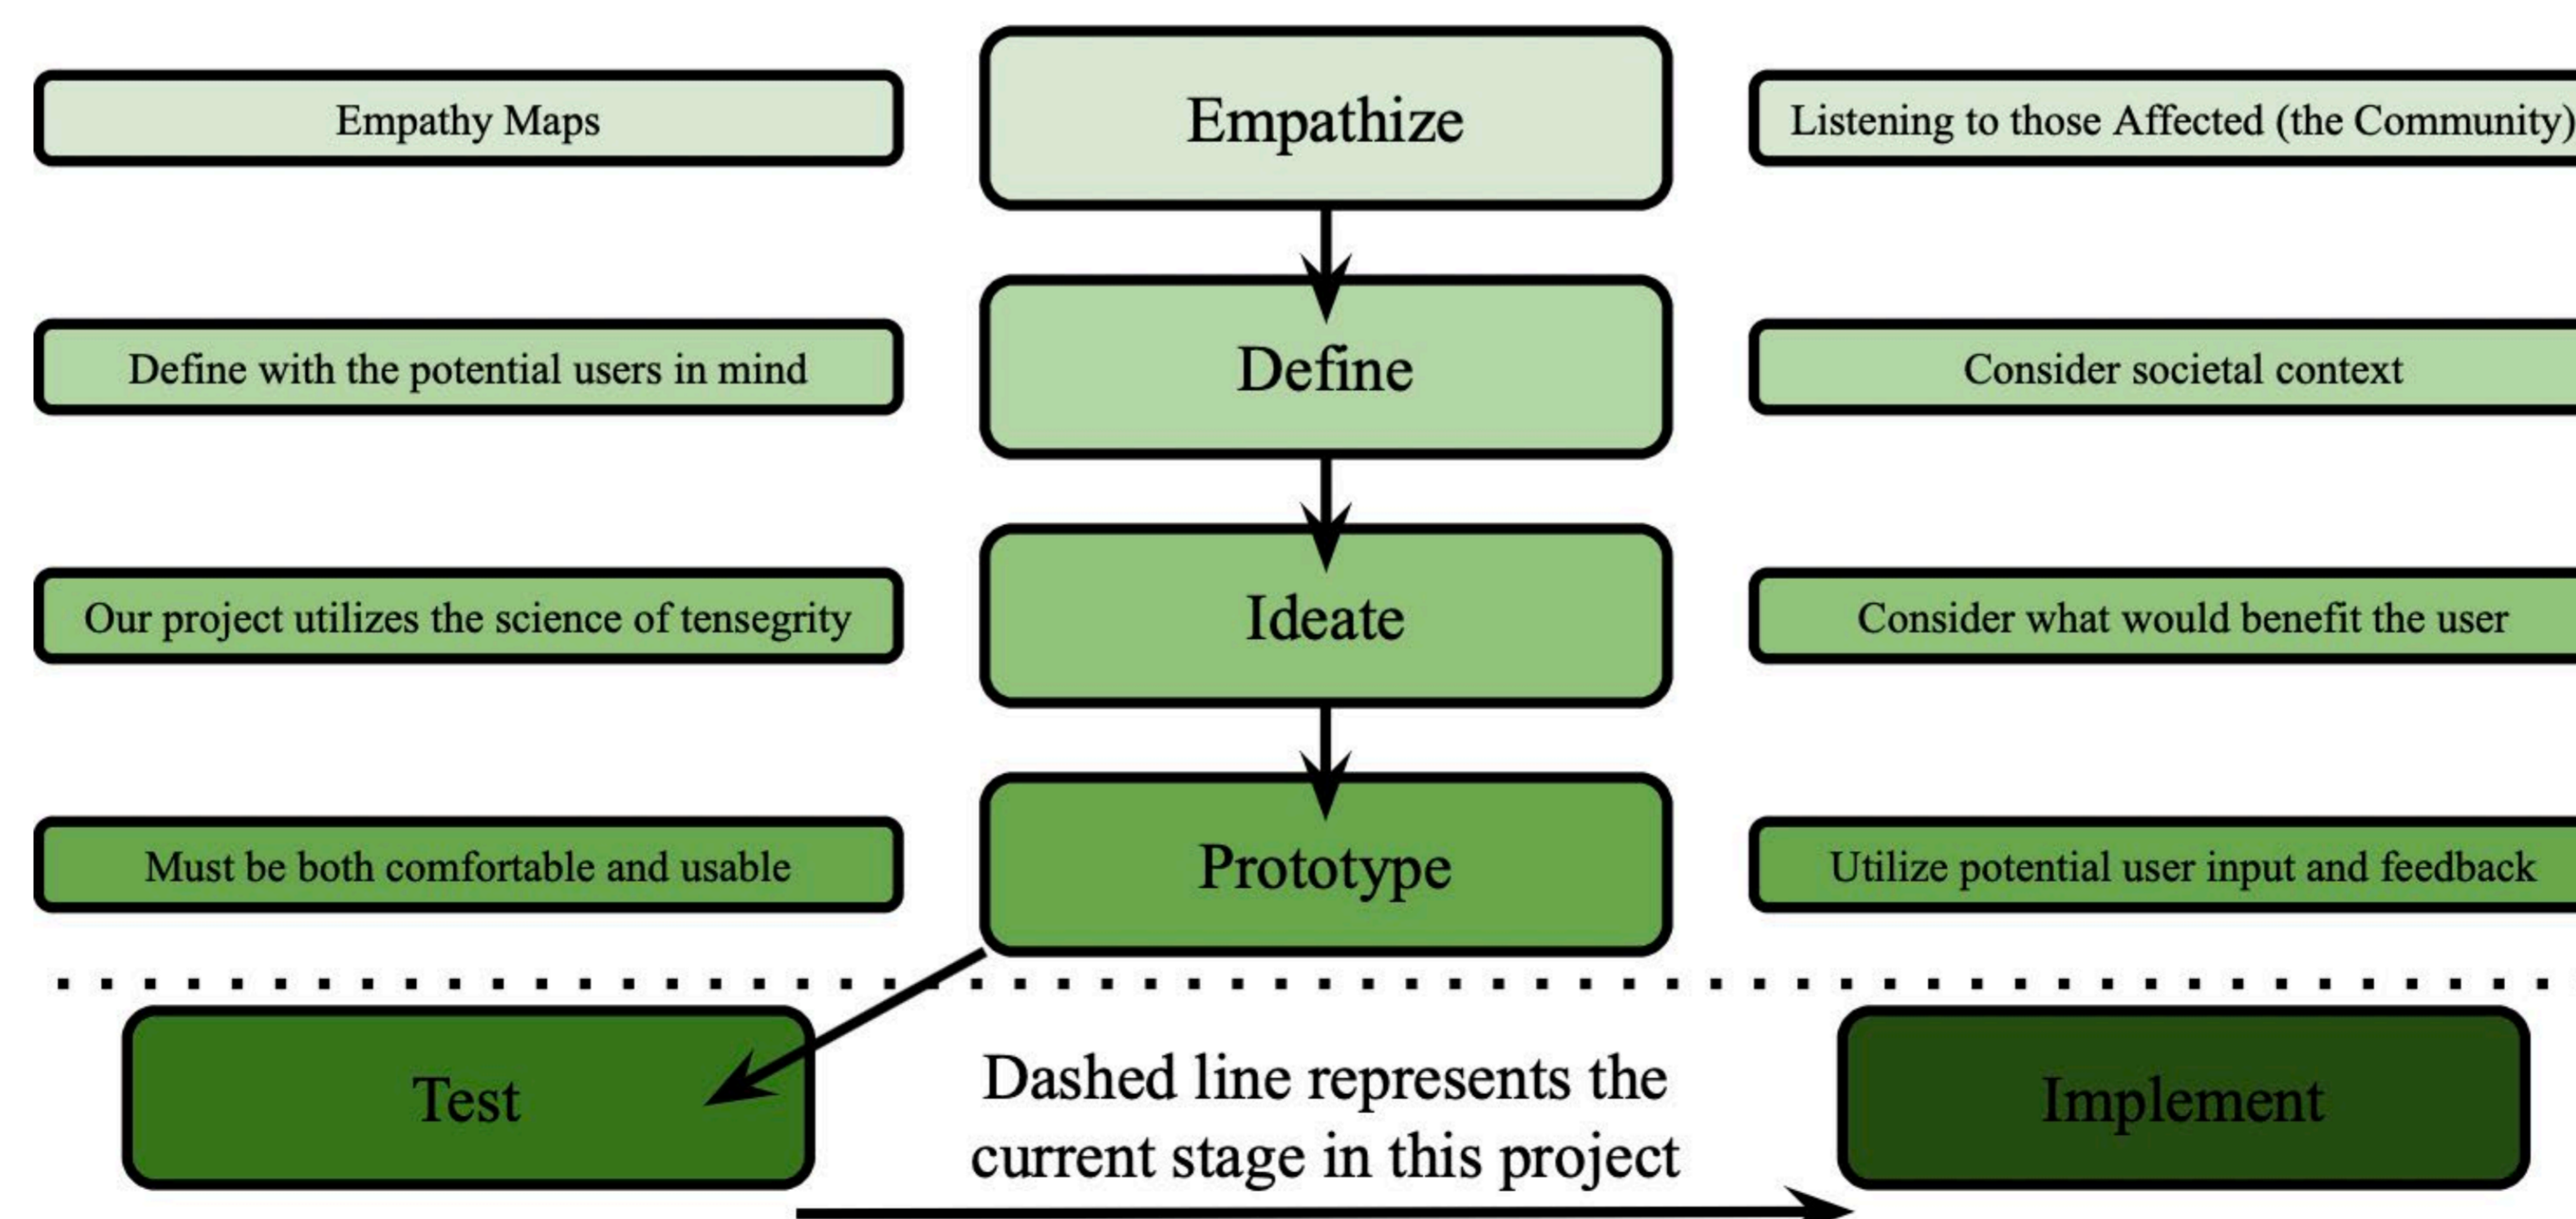 Empathy Maps
Empathize
Listening to those Affected (the Community)
Define with the potential users in mind
Define
Consider societal context
Our project utilizes the science of tensegrity
Ideate
Consider what would benefit the user
Must be both comfortable and usable
Prototype
Utilize potential user input and feedback
Test
Dashed line represents the
current stage in this project
Implement